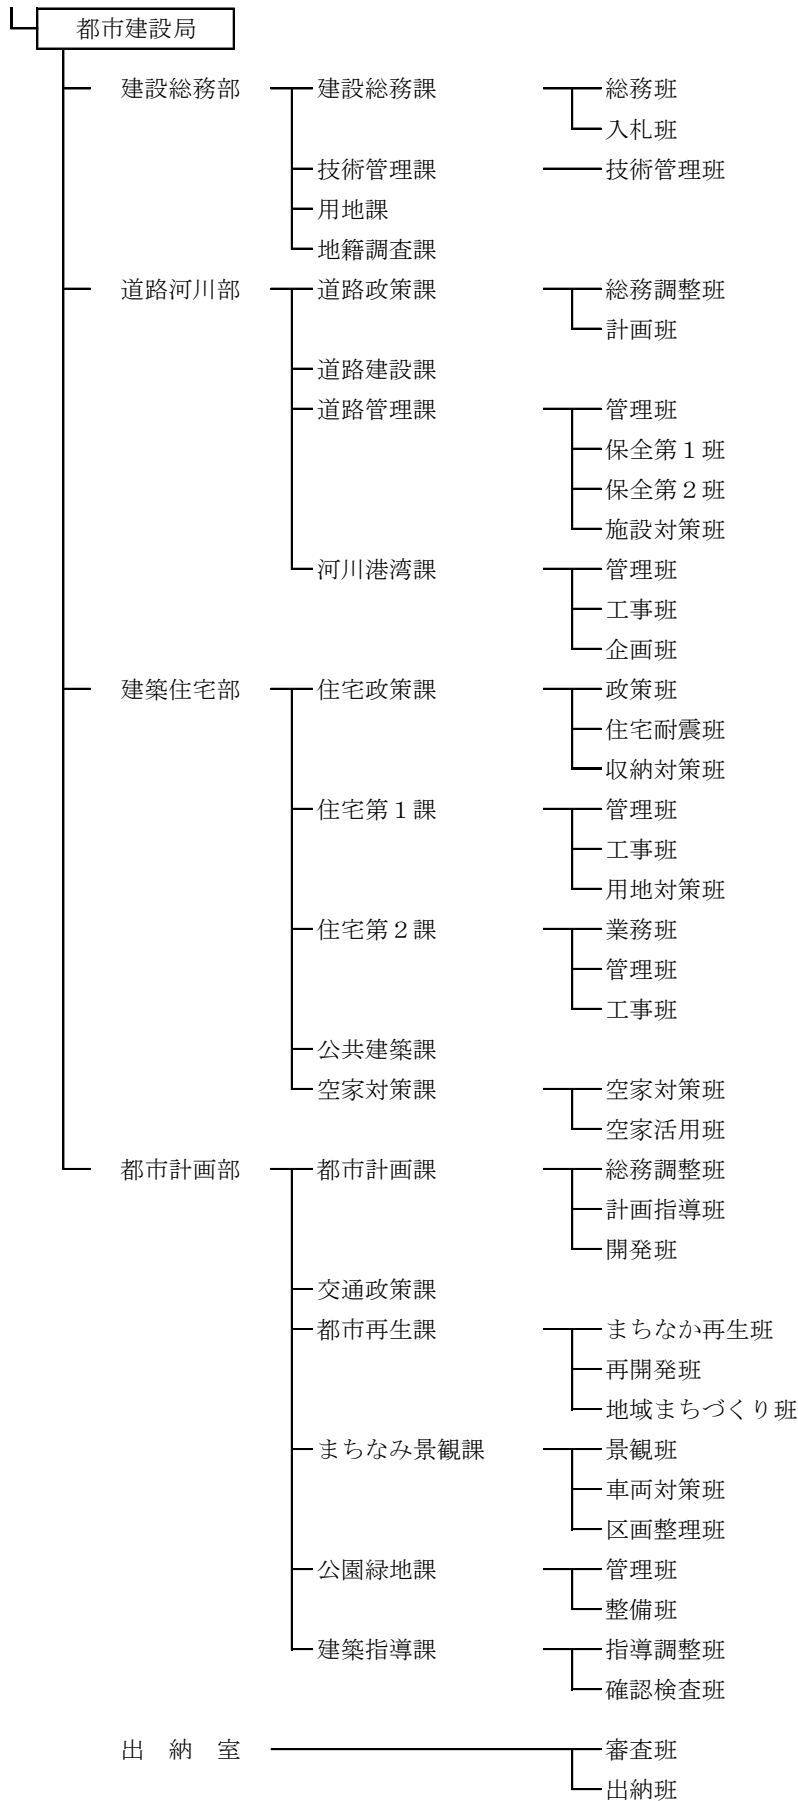 都市建設局
建設総務部 建設総務課 総務班
入札班
技術管理課 技術管理班
用地課
地籍調査課
道路河川部 道路政策課 総務調整班
計画班
道路建設課
道路管理課 管理班
保全第１班
保全第２班
施設対策班
河川港湾課 管理班
工事班
企画班
建築住宅部 住宅政策課 政策班
住宅耐震班
収納対策班
住宅第１課 管理班
工事班
用地対策班
住宅第２課 業務班
管理班
工事班
公共建築課
空家対策課 空家対策班
空家活用班
都市計画部 都市計画課 総務調整班
計画指導班
開発班
交通政策課
都市再生課 まちなか再生班
再開発班
地域まちづくり班
まちなみ景観課 景観班
車両対策班
区画整理班
公園緑地課 管理班
整備班
建築指導課 指導調整班
確認検査班
出　納　室 審査班
出納班